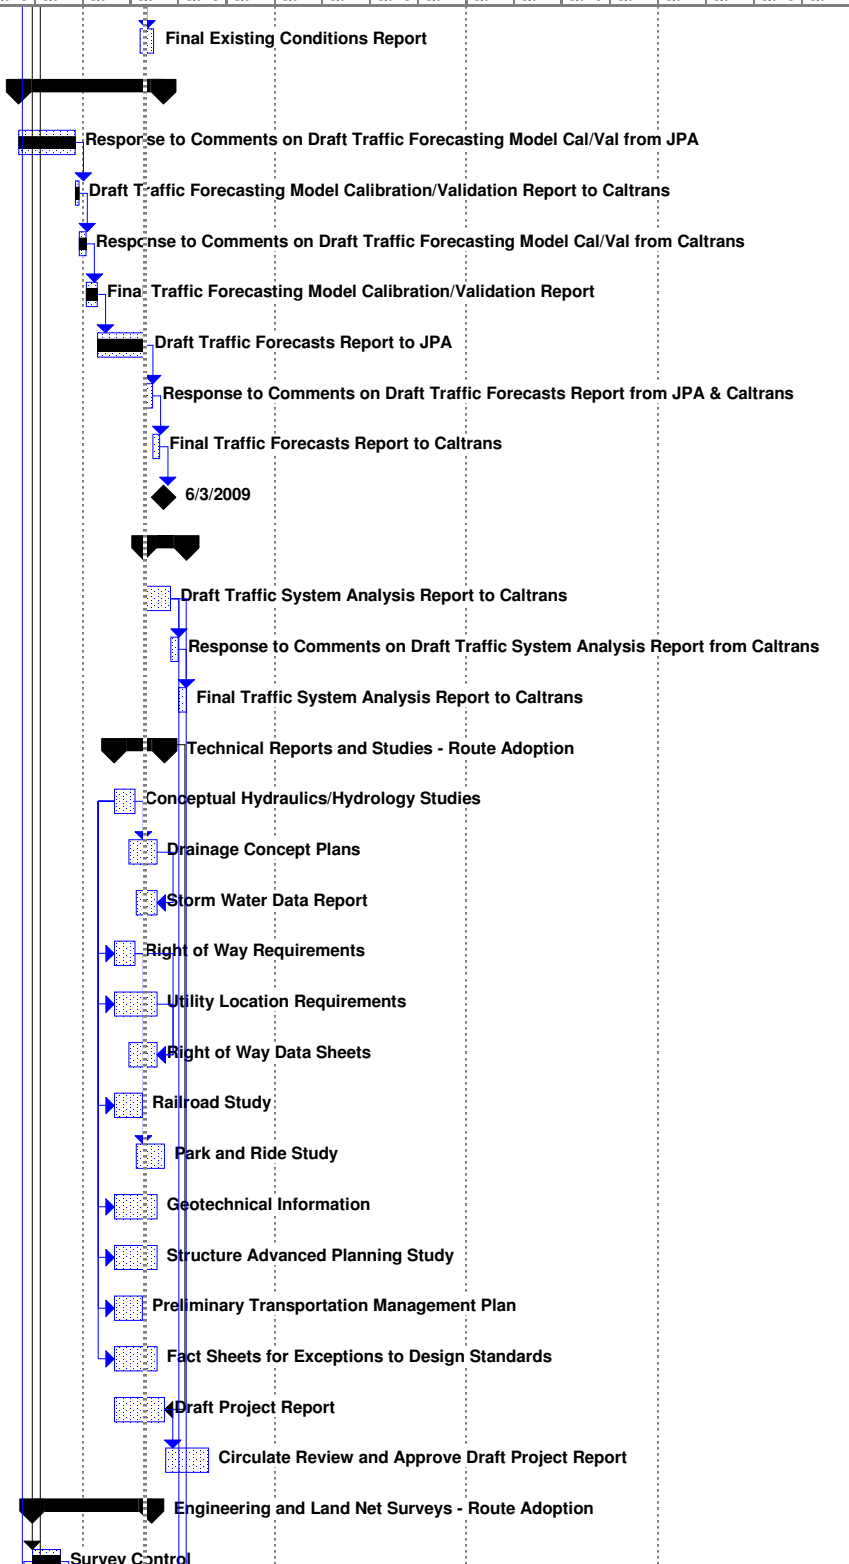 Final Existing Conditions Report
Response to Comments on Draft Traffic Forecasting Model Cal/Val from JPA
Draft Traffic Forecasting Model Calibration/Validation Report to Caltrans
Response to Comments on Draft Traffic Forecasting Model Cal/Val from Caltrans
Final Traffic Forecasting Model Calibration/Validation Report
Draft Traffic Forecasts Report to JPA
Response to Comments on Draft Traffic Forecasts Report from JPA & Caltrans
Final Traffic Forecasts Report to Caltrans
6/3/2009
Draft Traffic System Analysis Report to Caltrans
Response to Comments on Draft Traffic System Analysis Report from Caltrans
Final Traffic System Analysis Report to Caltrans
Technical Reports and Studies - Route Adoption
Conceptual Hydraulics/Hydrology Studies
Drainage Concept Plans
Storm Water Data Report
Right of Way Requirements
Utility Location Requirements
Right of Way Data Sheets
Railroad Study
Park and Ride Study
Geotechnical Information
Structure Advanced Planning Study
Preliminary Transportation Management Plan
Fact Sheets for Exceptions to Design Standards
Draft Project Report
Circulate Review and Approve Draft Project Report
Engineering and Land Net Surveys - Route Adoption
Survey Control